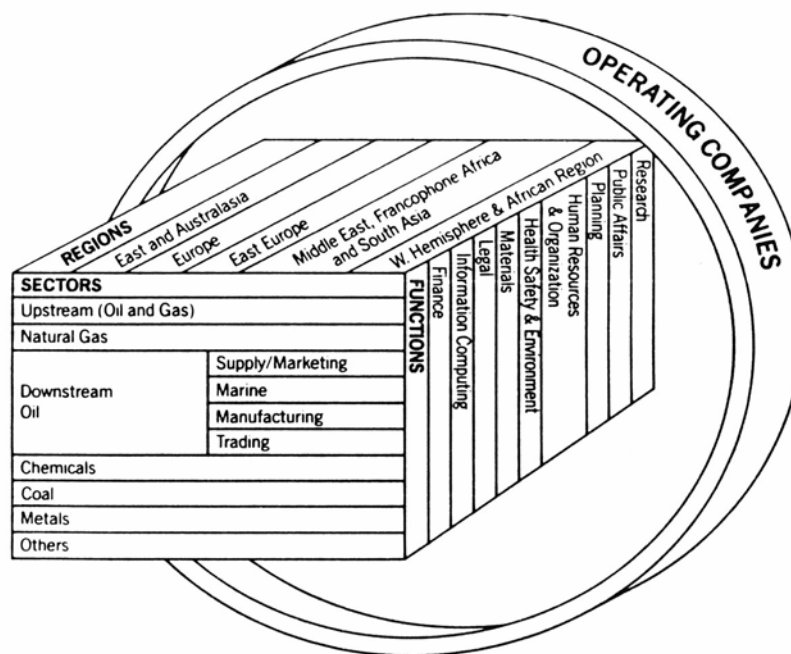 OPERATING COMPANIES
REGIONS
East and Australasia
Europe
East Europe
Middle East, Francophone Africa
and South Asia
W. Hemisphere & African Region
SECTORS
Upstream (Oil and Gas)
Natural Gas
Downstream
Oil
Supply/Marketing
Marine
Manufacturing
Trading
Chemicals
Coal
Metals
Others
FUNCTIONS
Finance
Information Computing
Legal
Materials
Health Safety & Environment
Human Resources
& Organization
Planning
Public Affairs
Research